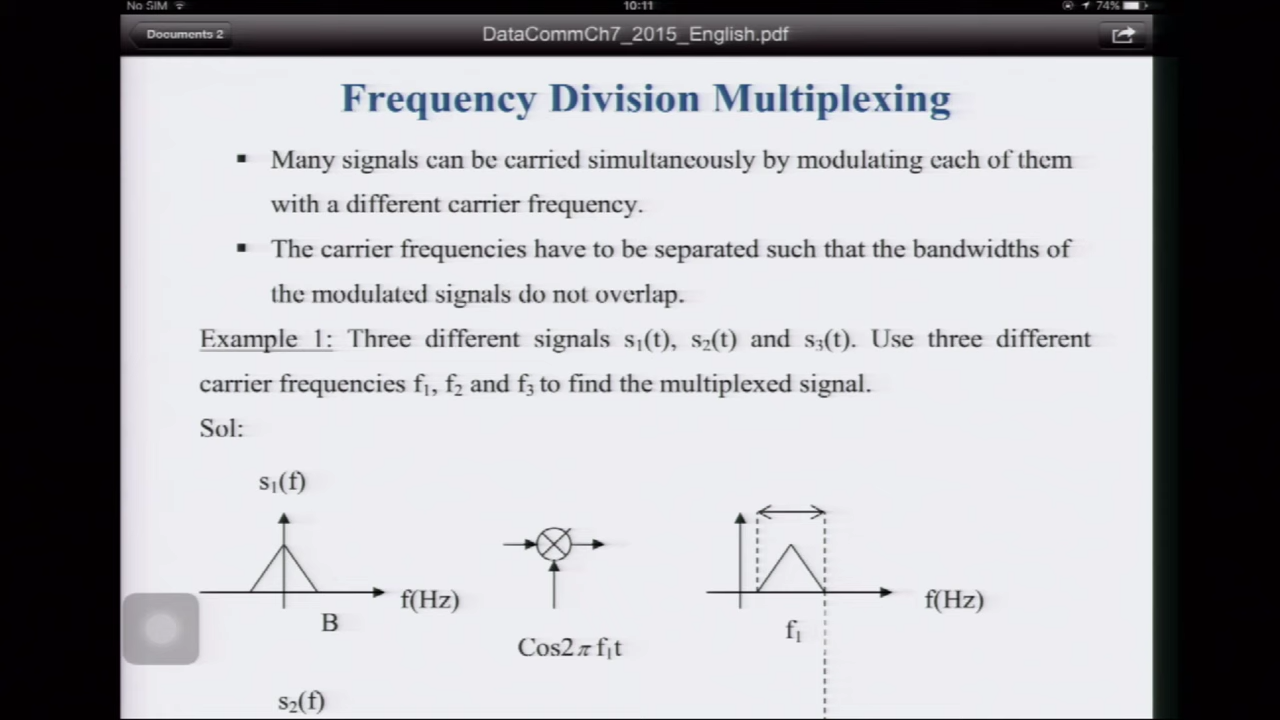 No SIM 10:11 74%
Documents 2 DataCommCh7_2015_English.pdf
Frequency Division Multiplexing
▪ Many signals can be carried simultaneously by modulating each of them
with a different carrier frequency.
▪ The carrier frequencies have to be separated such that the bandwidths of
the modulated signals do not overlap.
Example 1: Three different signals s₁(t), s₂(t) and s₃(t). Use three different
carrier frequencies f₁, f₂ and f₃ to find the multiplexed signal.
Sol:
s₁(f)
f(Hz) f(Hz)
B f₁
Cos2π f₁t
s₂(f)